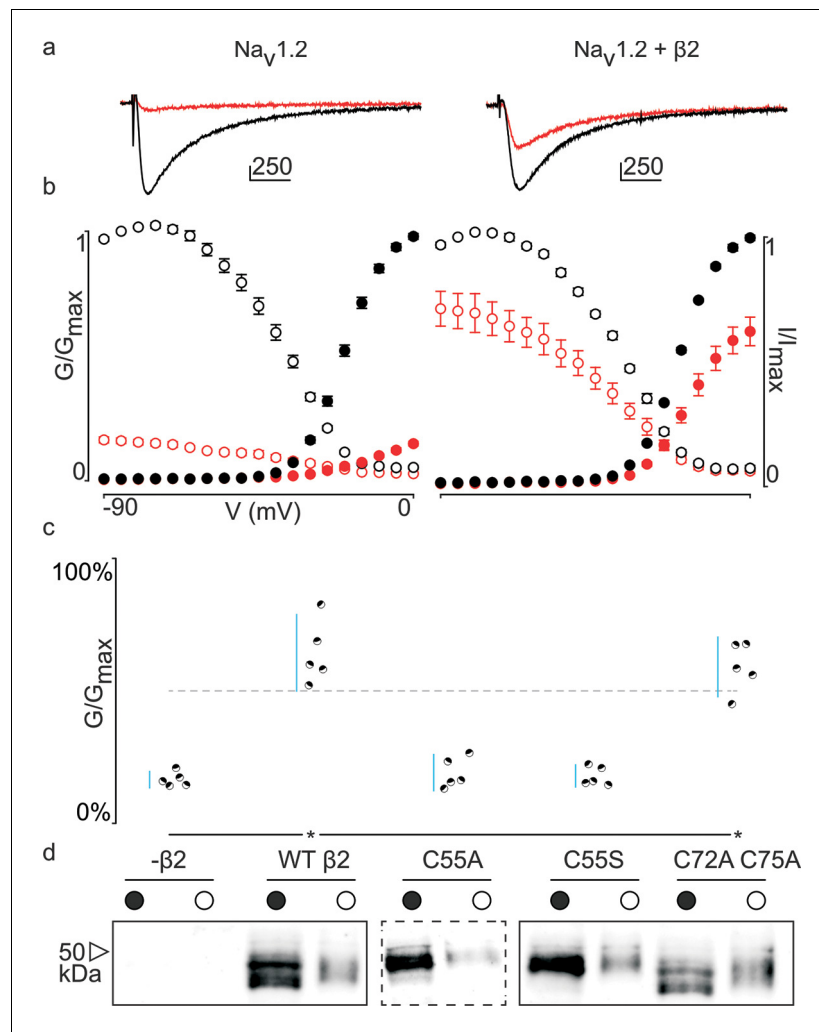 a
Nav1.2
Nav1.2 + β2
250
250
b
1
G/Gmax
0
1
I/Imax
0
-90
V (mV)
0
c
100%
G/Gmax
0%
*
*
d
-β2
WT β2
C55A
C55S
C72A C75A
50
kDa